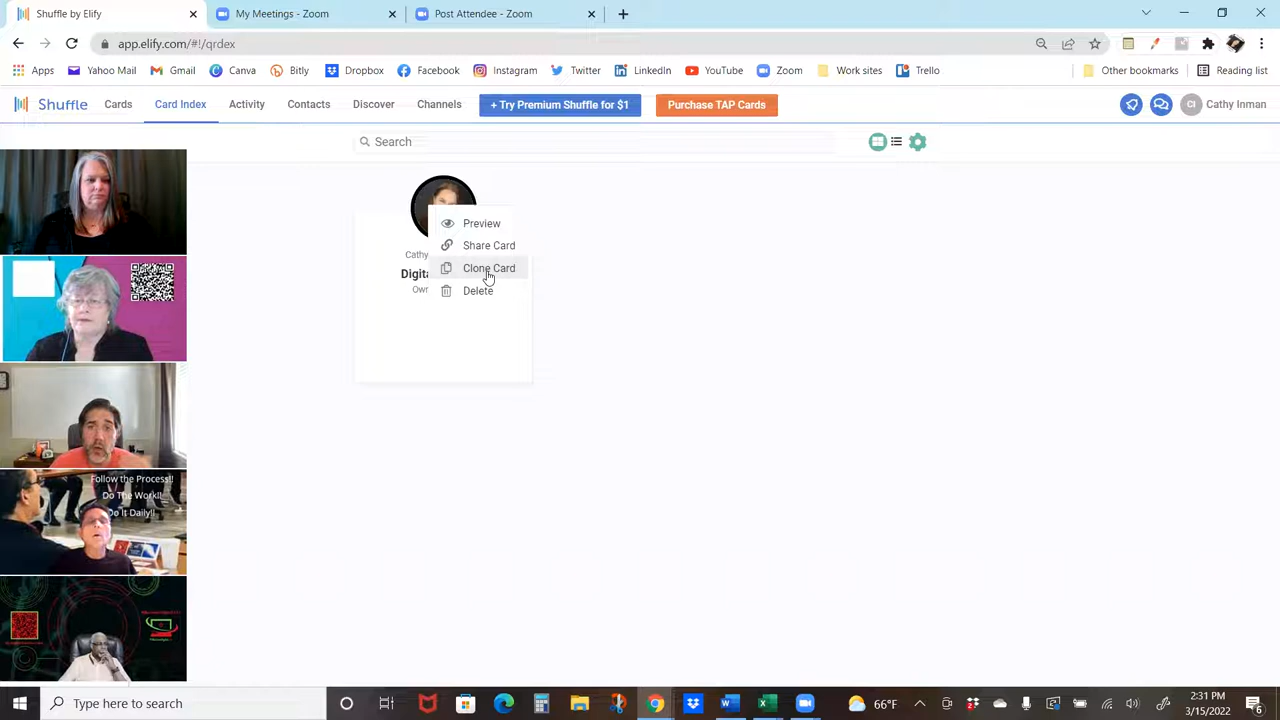 Shuffle by Elify
My Meetings - Zoom
Post Attendee - Zoom
app.elify.com/#!/qrdex
Apps
Yahoo Mail
Gmail
Canva
Bitly
Dropbox
Facebook
Instagram
Twitter
LinkedIn
YouTube
Zoom
Work sites
Trello
Other bookmarks
Reading list
Shuffle
Cards
Card Index
Activity
Contacts
Discover
Channels
+ Try Premium Shuffle for $1
Purchase TAP Cards
CI
Cathy Inman
Search
Preview
Share Card
Clone Card
Delete
Cathy
Digita
Own
Follow the Process!!
Do The Work!!
Do It Daily!!
Type here to search
66°F
2:31 PM
3/15/2022
6